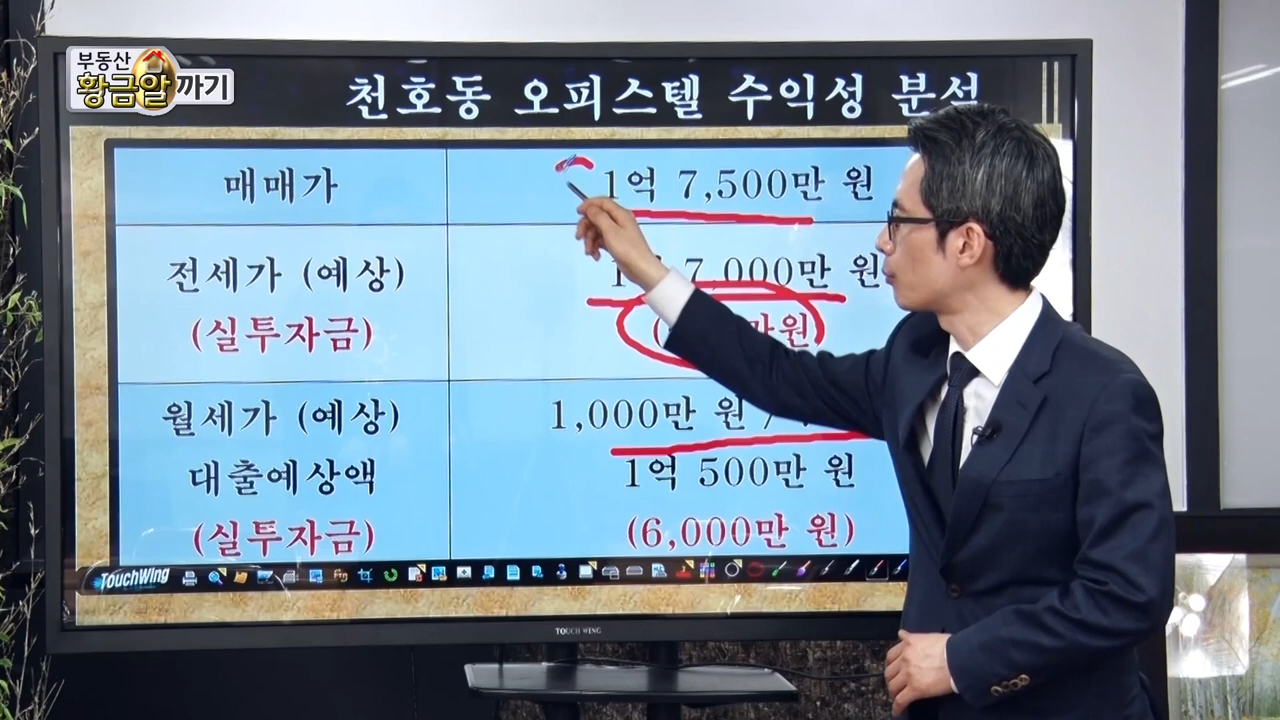 부동산
황금알까기
천호동 오피스텔 수익성 분석
매매가 1억 7,500만 원
전세가 (예상) 7,000만 원
(실투자금) 만원
월세가 (예상) 1,000만 원 /
대출예상액 1억 500만 원
(실투자금) (6,000만 원)
TouchWing
TOUCH WING